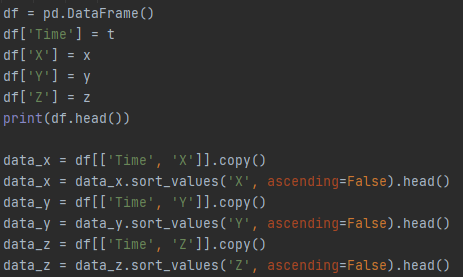 df = pd.DataFrame()
df['Time'] = t
df['X'] = x
df['Y'] = y
df['Z'] = z
print(df.head())

data_x = df[['Time', 'X']].copy()
data_x = data_x.sort_values('X', ascending=False).head()
data_y = df[['Time', 'Y']].copy()
data_y = data_y.sort_values('Y', ascending=False).head()
data_z = df[['Time', 'Z']].copy()
data_z = data_z.sort_values('Z', ascending=False).head()